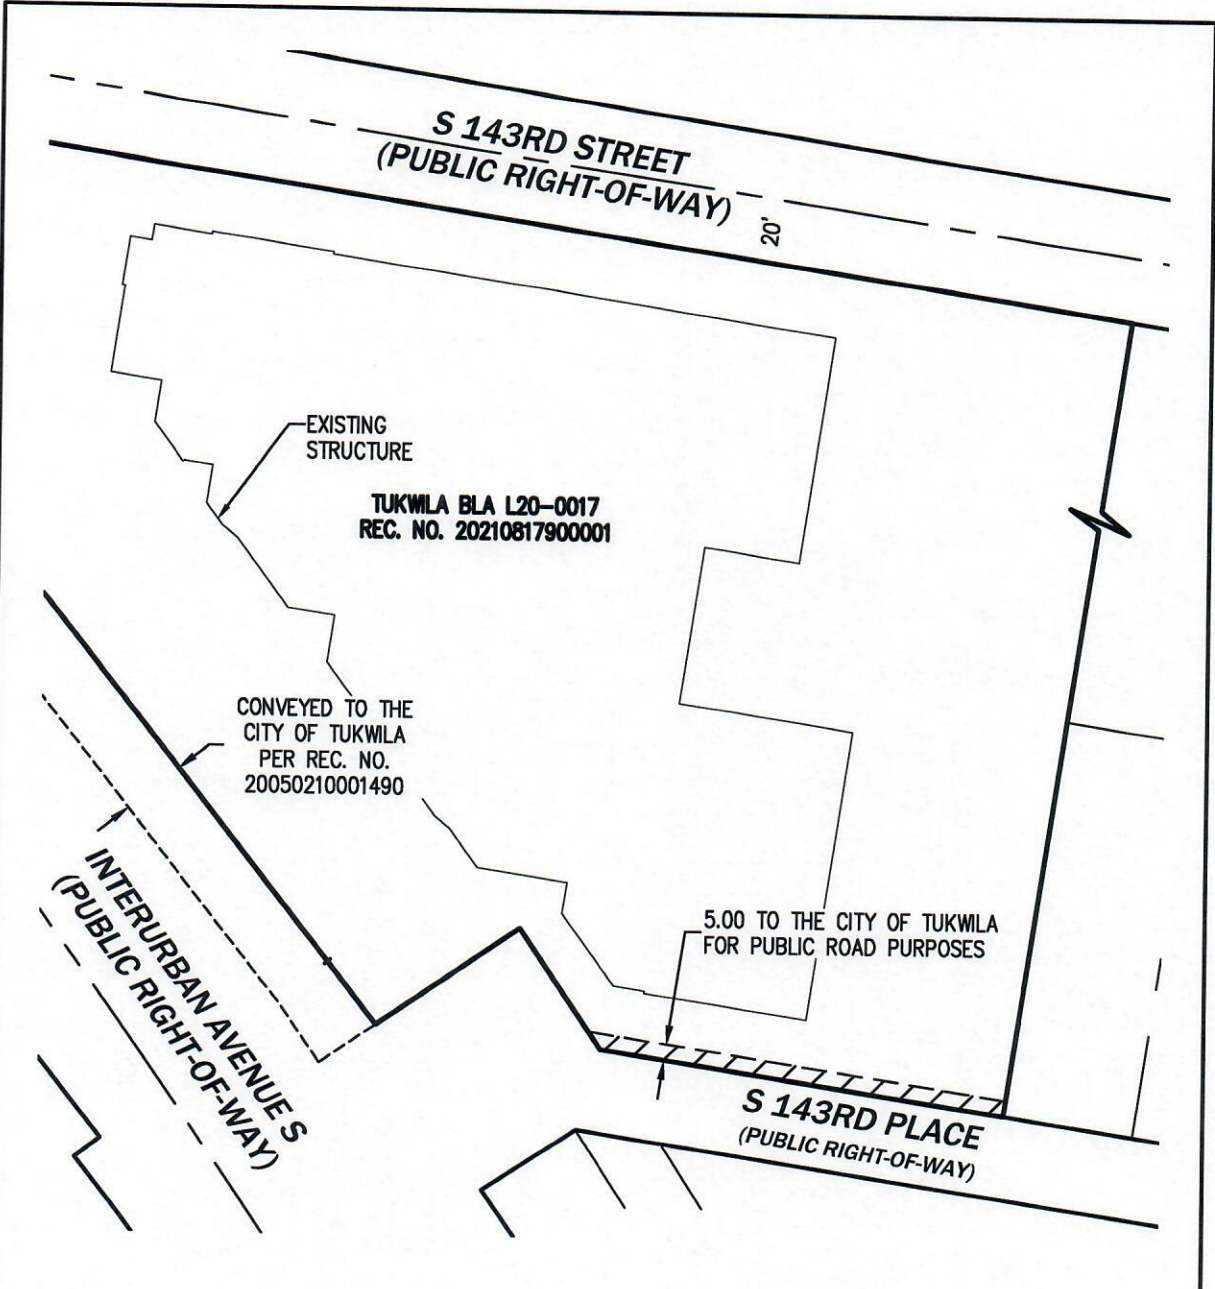 S 143RD STREET
(PUBLIC RIGHT-OF-WAY)
20'
EXISTING
STRUCTURE
TUKWILA BLA L20-0017
REC. NO. 20210817900001
CONVEYED TO THE
CITY OF TUKWILA
PER REC. NO.
20050210001490
INTERURBAN AVENUE S
(PUBLIC RIGHT-OF-WAY)
5.00 TO THE CITY OF TUKWILA
FOR PUBLIC ROAD PURPOSES
S 143RD PLACE
(PUBLIC RIGHT-OF-WAY)